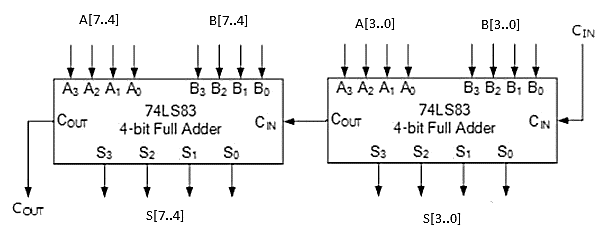 A[7..4] B[7..4] A[3..0] B[3..0] CIN
A3 A2 A1 A0 B3 B2 B1 B0 A3 A2 A1 A0 B3 B2 B1 B0
74LS83 74LS83
COUT 4-bit Full Adder CIN COUT 4-bit Full Adder CIN
S3 S2 S1 S0 S3 S2 S1 S0
COUT S[7..4] S[3..0]